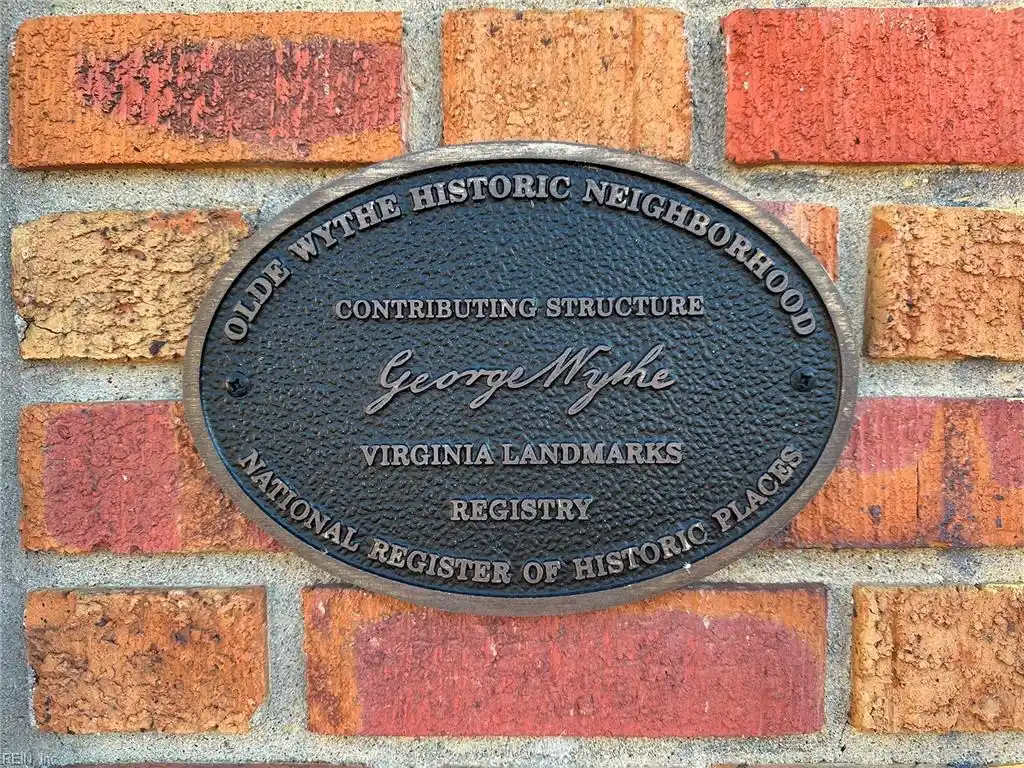 OLDE WYTHE HISTORIC NEIGHBORHOOD
CONTRIBUTING STRUCTURE
George Wythe
VIRGINIA LANDMARKS
REGISTRY
NATIONAL REGISTER OF HISTORIC PLACES
REIN, Inc.